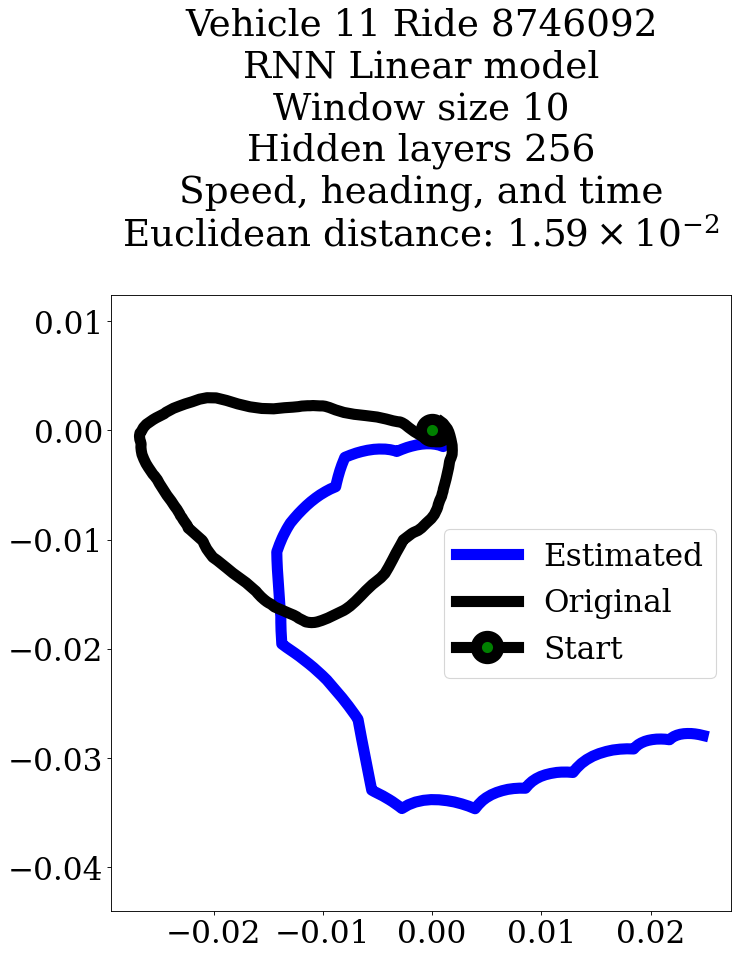 Vehicle 11 Ride 8746092
RNN Linear model
Window size 10
Hidden layers 256
Speed, heading, and time
Euclidean distance: 1.59 × 10⁻²
0.01
0.00
−0.01
−0.02
−0.03
−0.04
Estimated
Original
Start
−0.02 −0.01 0.00 0.01 0.02